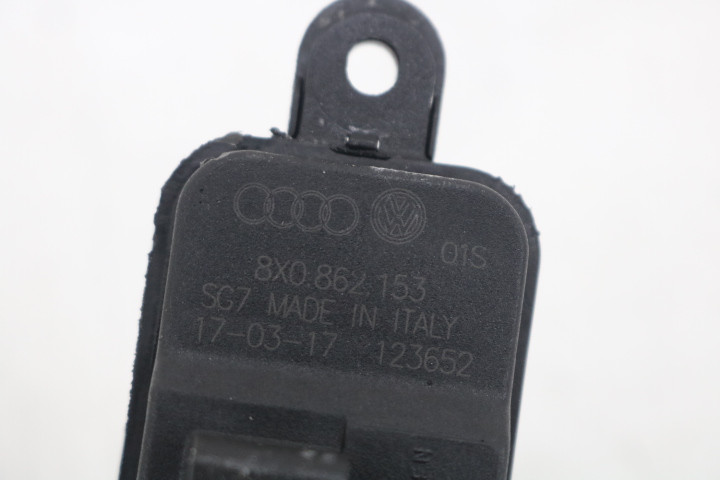 01S
8X0 862 153
SG7 MADE IN ITALY
17-03-17 123652